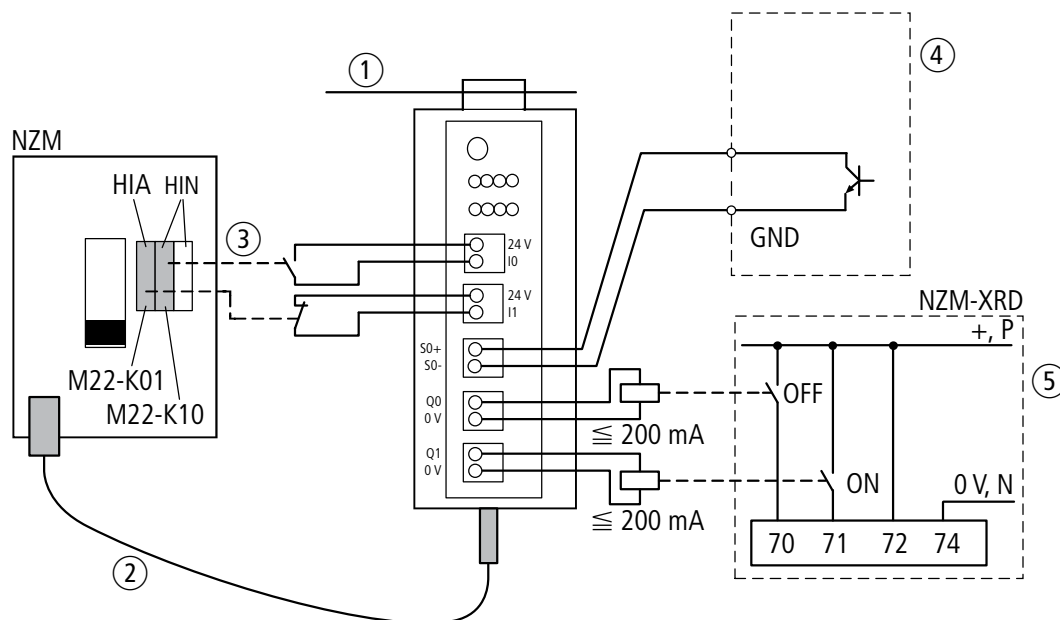 ①
④
NZM
HIA HIN
③
24 V
I0
GND
24 V
I1
NZM-XRD
+, P
S0+
S0-
⑤
M22-K01
M22-K10
Q0
0 V
OFF
≦ 200 mA
Q1
0 V
ON
0 V, N
≦ 200 mA
70 71 72 74
②